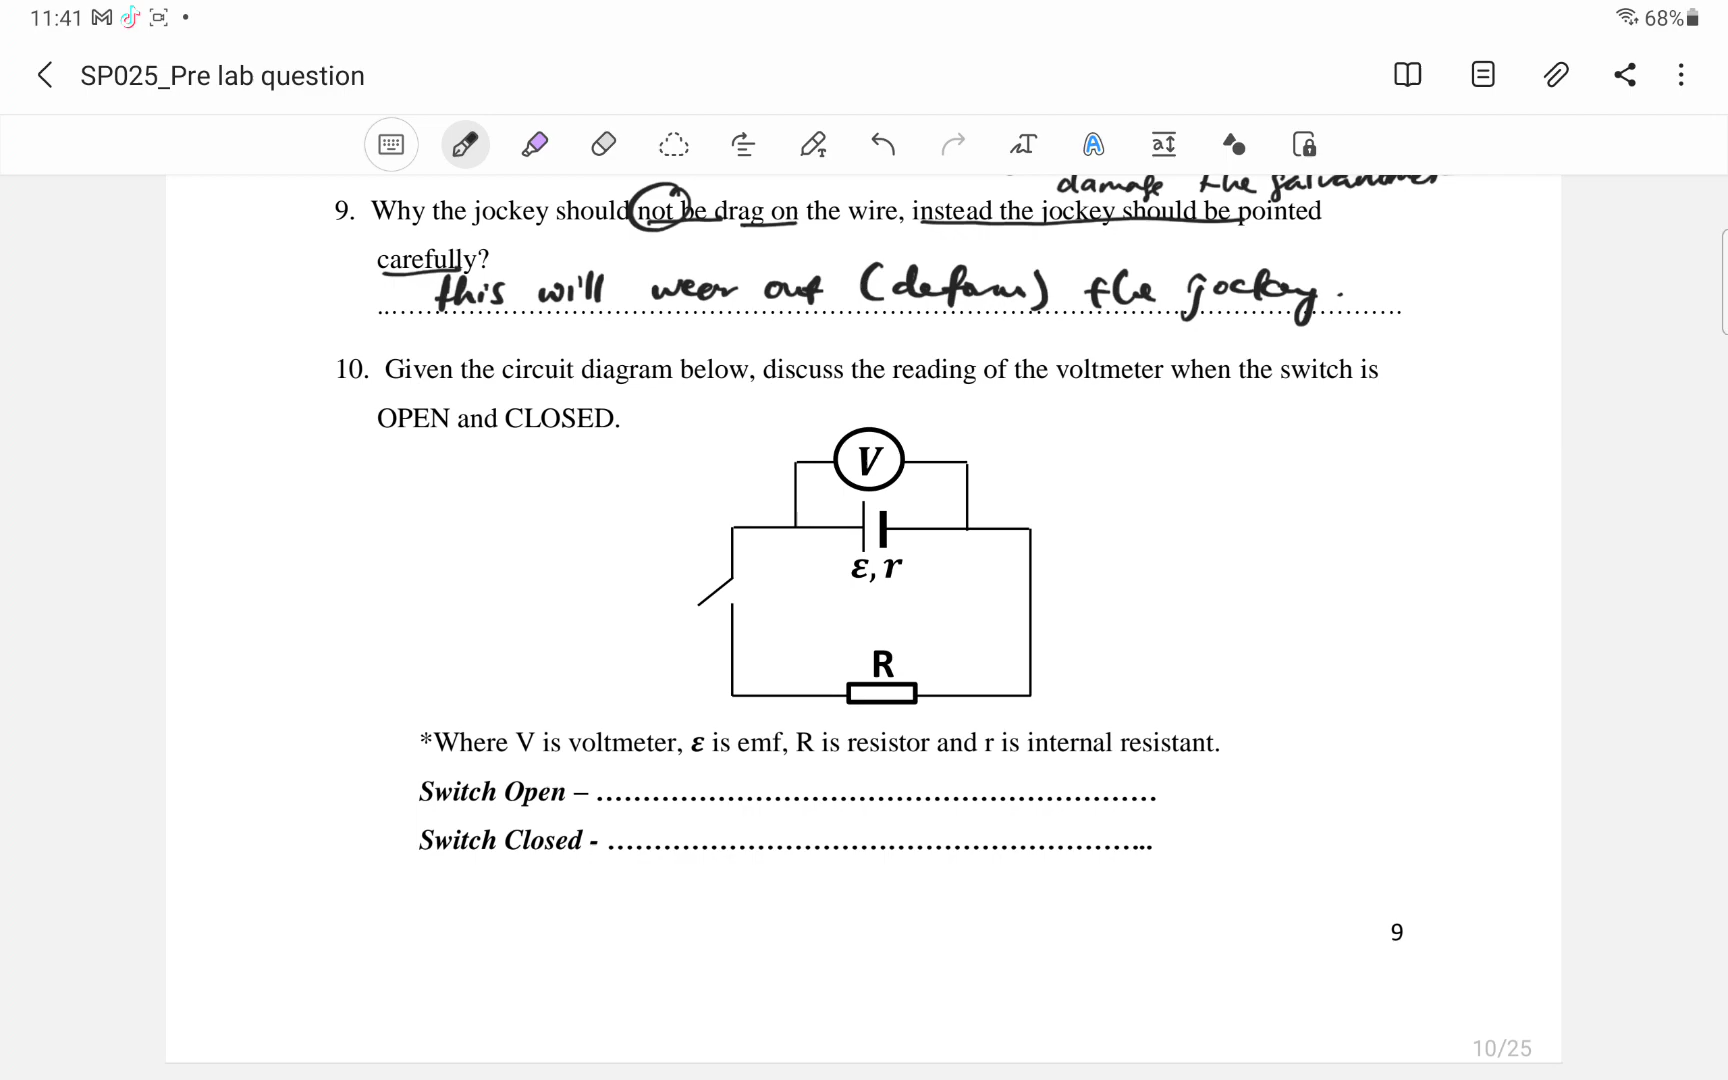 11:41
68%
SP025_Pre lab question
damage the galvanometer
9. Why the jockey should not be drag on the wire, instead the jockey should be pointed
carefully?
this will wear out (deform) the jockey.
10. Given the circuit diagram below, discuss the reading of the voltmeter when the switch is
OPEN and CLOSED.
V
ε, r
R
*Where V is voltmeter, ε is emf, R is resistor and r is internal resistant.
Switch Open – ……………………………………………………
Switch Closed - …………………………………………………...
9
10/25